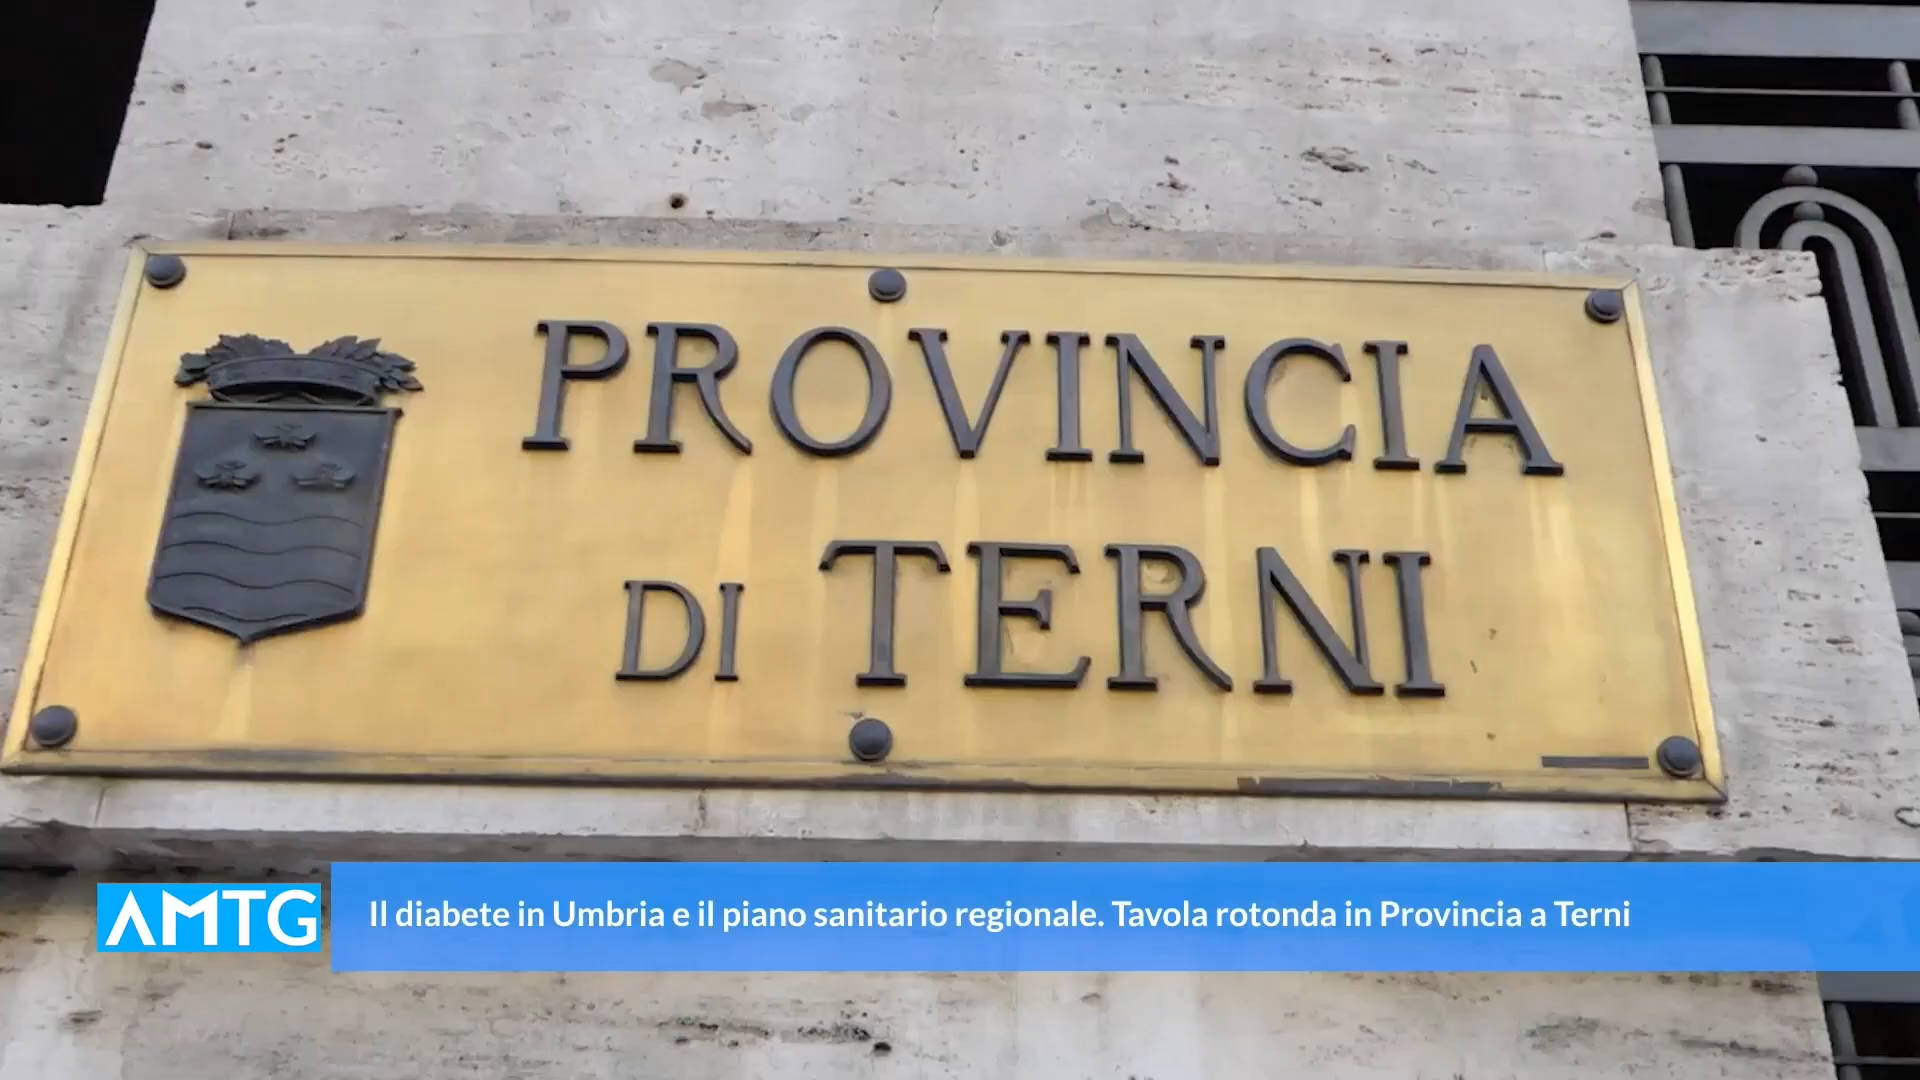 PROVINCIA
DI TERNI
AMTG
Il diabete in Umbria e il piano sanitario regionale. Tavola rotonda in Provincia a Terni